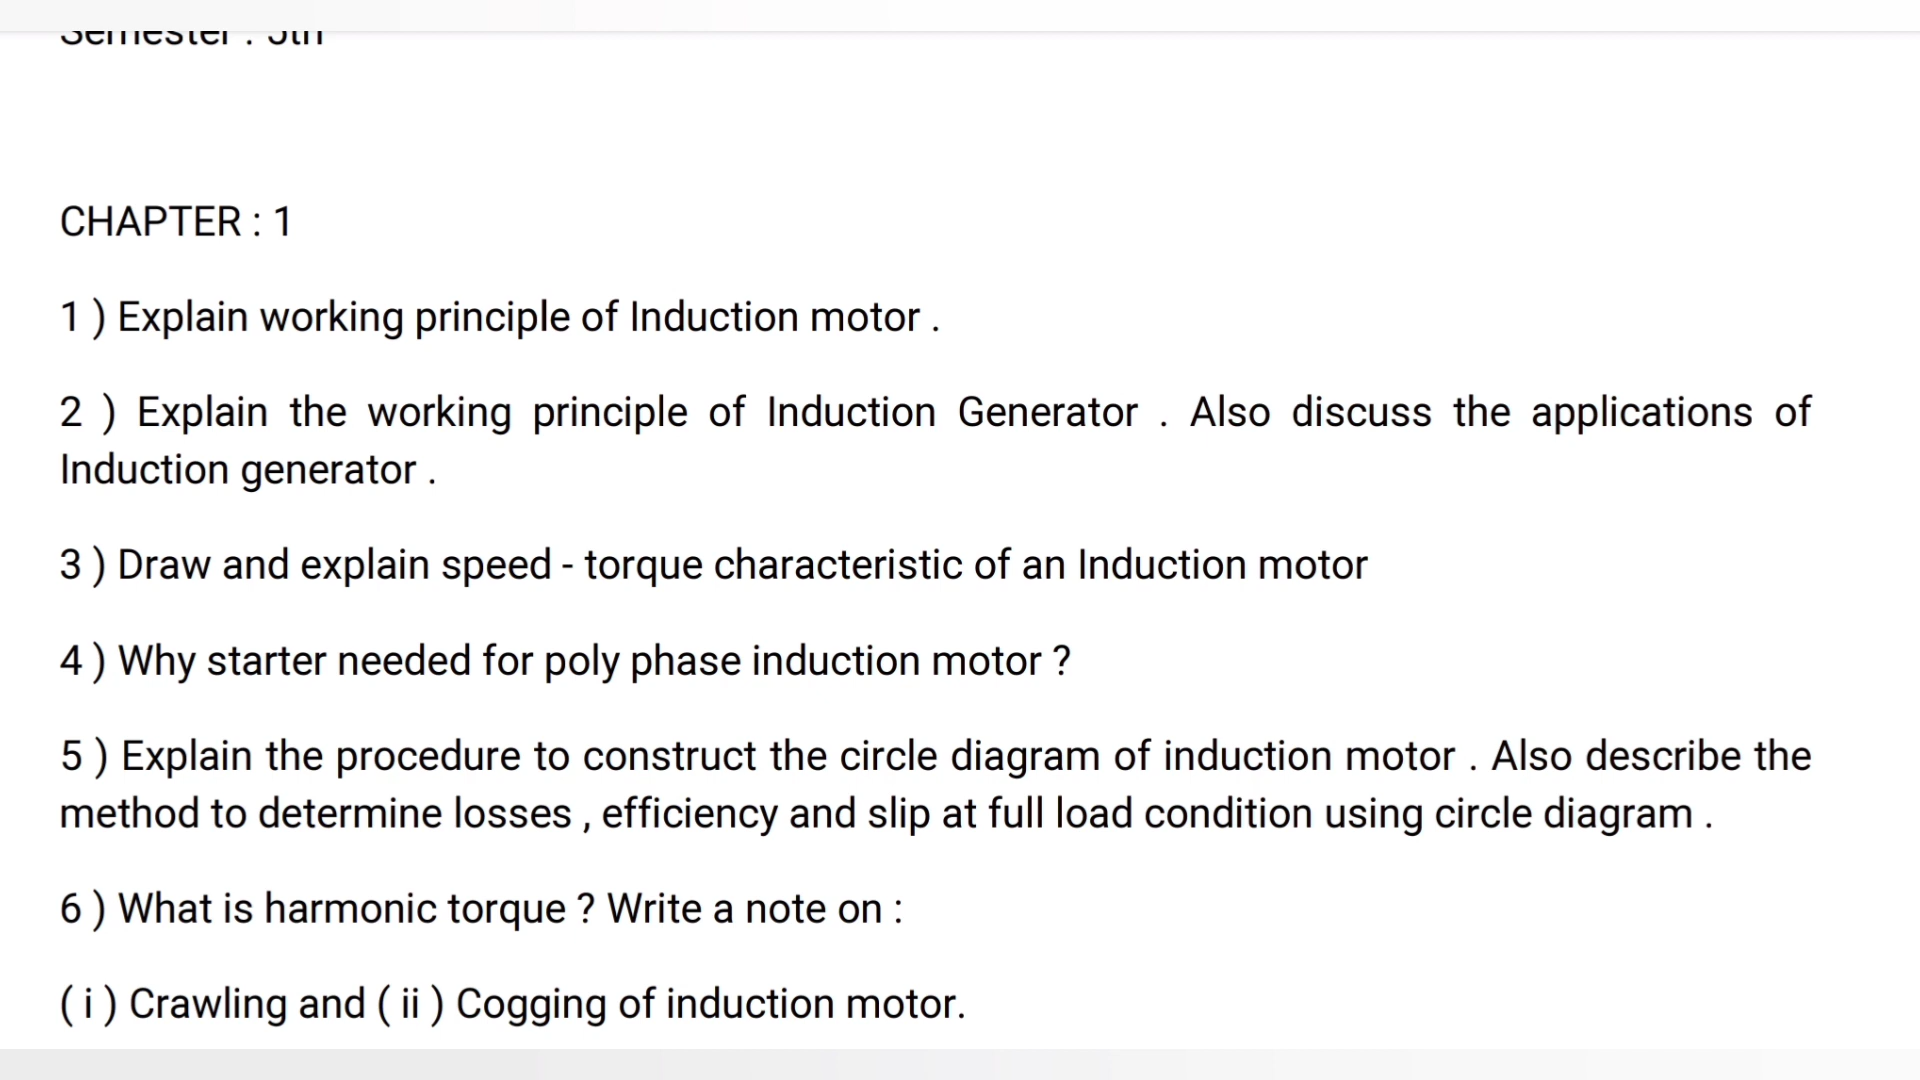 Semester : 5th
CHAPTER : 1
1 ) Explain working principle of Induction motor .
2 ) Explain the working principle of Induction Generator . Also discuss the applications of
Induction generator .
3 ) Draw and explain speed - torque characteristic of an Induction motor
4 ) Why starter needed for poly phase induction motor ?
5 ) Explain the procedure to construct the circle diagram of induction motor . Also describe the
method to determine losses , efficiency and slip at full load condition using circle diagram .
6 ) What is harmonic torque ? Write a note on :
( i ) Crawling and ( ii ) Cogging of induction motor.